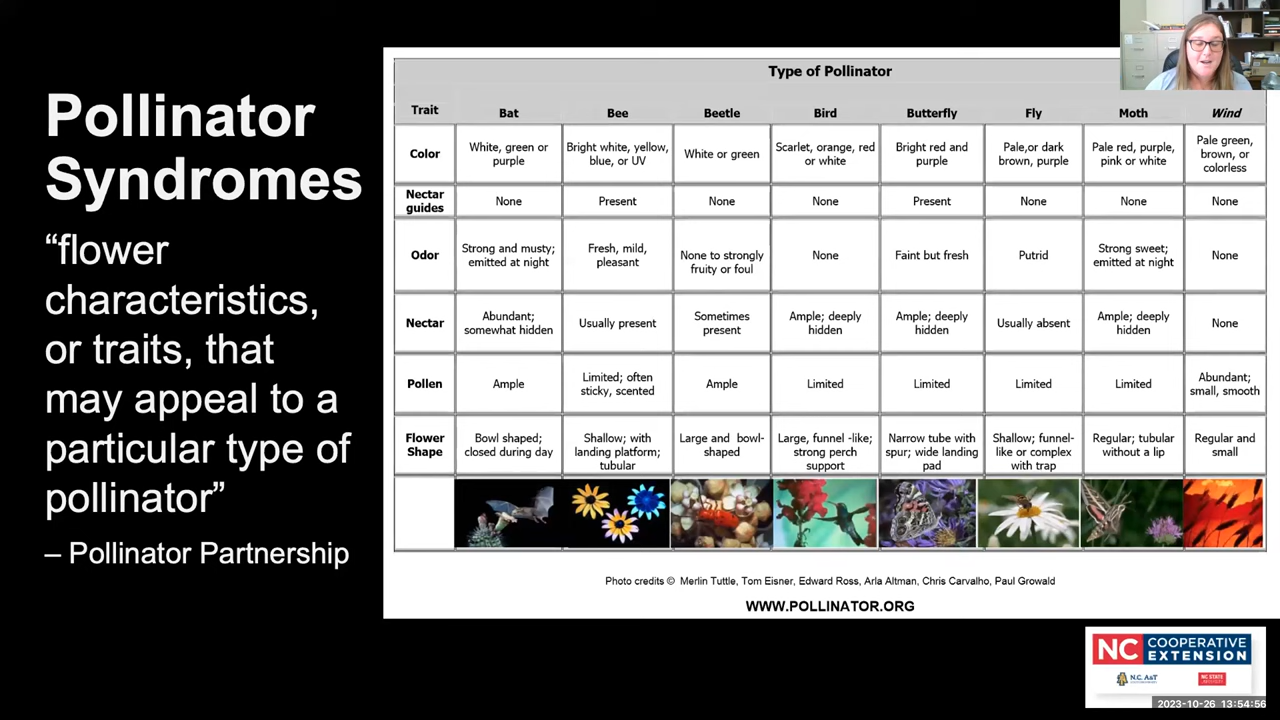 Pollinator
Syndromes
“flower
characteristics,
or traits, that
may appeal to a
particular type of
pollinator”
– Pollinator Partnership
Type of Pollinator
Trait Bat Bee Beetle Bird Butterfly Fly Moth Wind
Color White, green or purple Bright white, yellow, blue, or UV White or green Scarlet, orange, red or white Bright red and purple Pale,or dark brown, purple Pale red, purple, pink or white Pale green, brown, or colorless
Nectar guides None Present None None Present None None None
Odor Strong and musty; emitted at night Fresh, mild, pleasant None to strongly fruity or foul None Faint but fresh Putrid Strong sweet; emitted at night None
Nectar Abundant; somewhat hidden Usually present Sometimes present Ample; deeply hidden Ample; deeply hidden Usually absent Ample; deeply hidden None
Pollen Ample Limited; often sticky, scented Ample Limited Limited Limited Limited Abundant; small, smooth
Flower Shape Bowl shaped; closed during day Shallow; with landing platform; tubular Large and bowl-shaped Large, funnel -like; strong perch support Narrow tube with spur; wide landing pad Shallow; funnel-like or complex with trap Regular; tubular without a lip Regular and small
Photo credits © Merlin Tuttle, Tom Eisner, Edward Ross, Arla Altman, Chris Carvalho, Paul Growald
WWW.POLLINATOR.ORG
NC COOPERATIVE
EXTENSION
N.C. A&T
NC STATE
2023-10-26 13:54:56